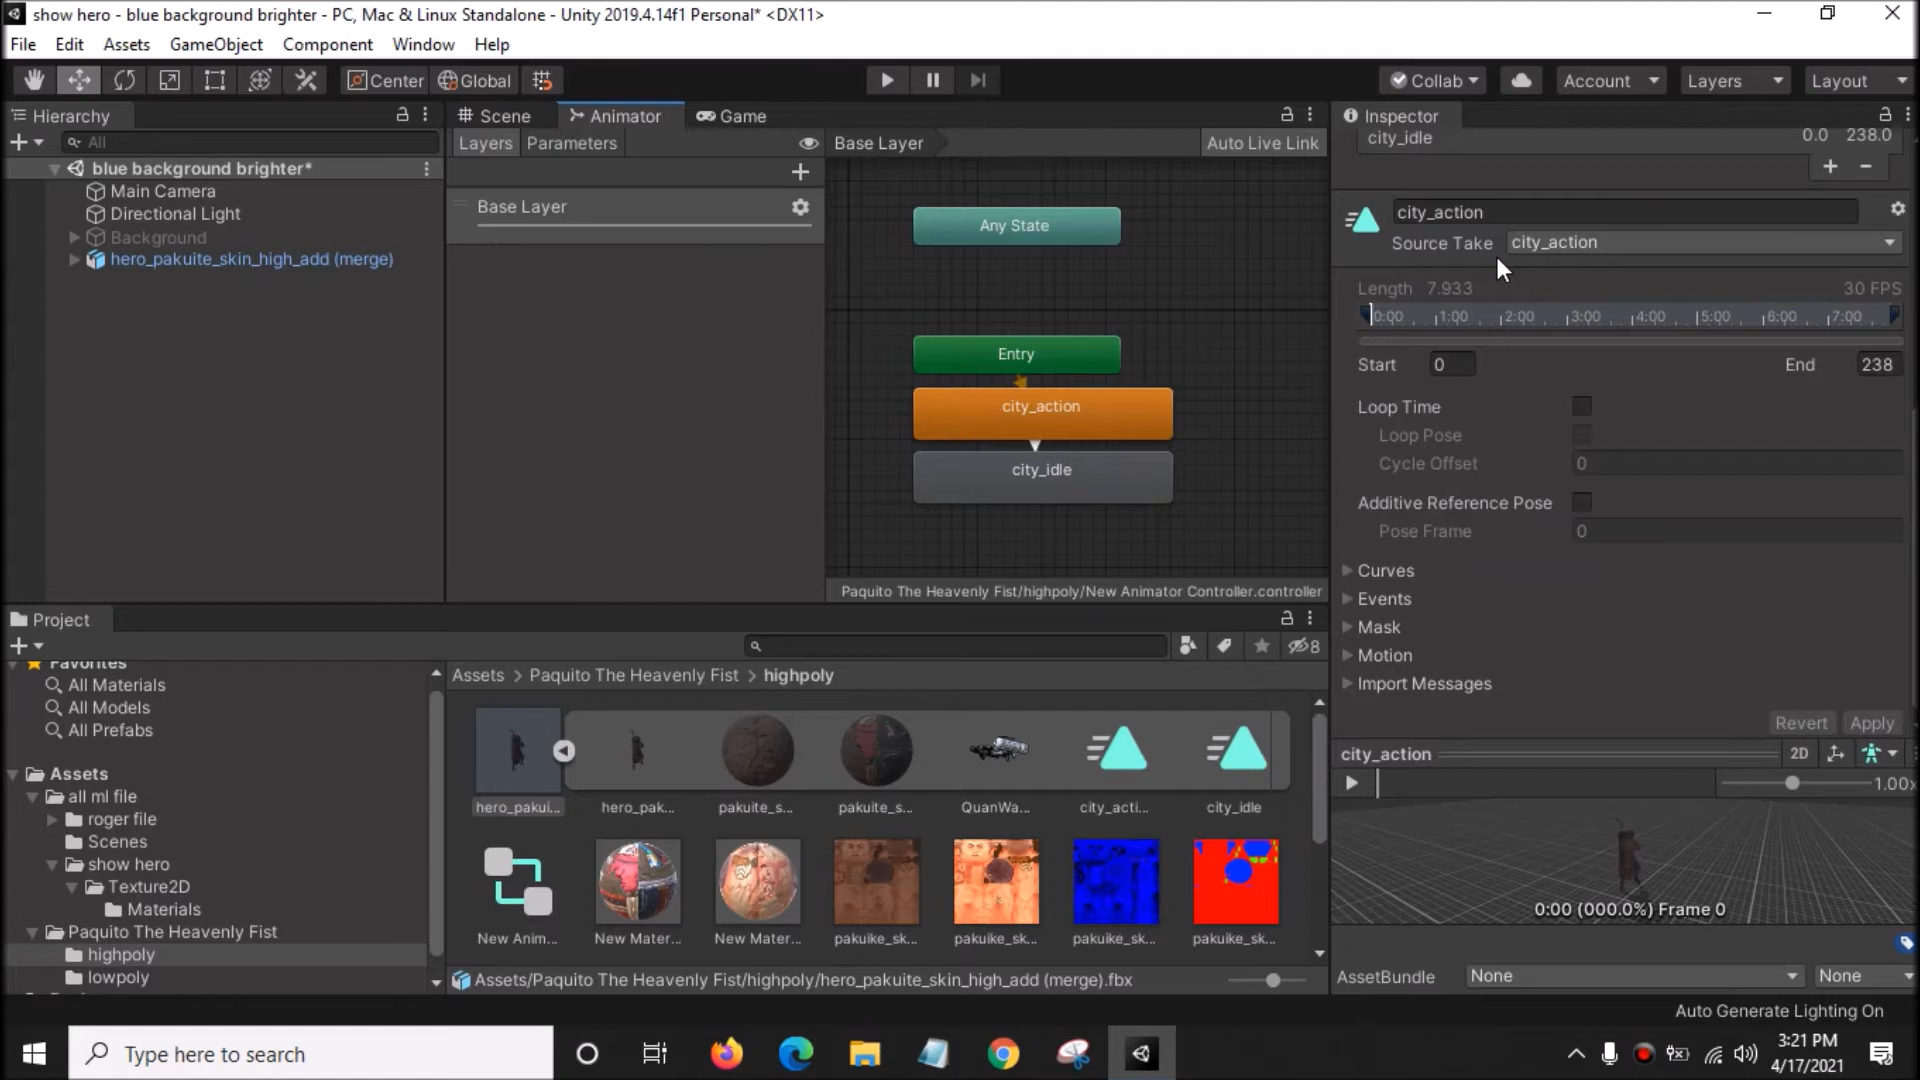 show hero - blue background brighter - PC, Mac & Linux Standalone - Unity 2019.4.14f1 Personal* <DX11>
File Edit Assets GameObject Component Window Help
Center Global Collab Account Layers Layout
Hierarchy
All
blue background brighter*
Main Camera
Directional Light
Background
hero_pakuite_skin_high_add (merge)
Scene Animator Game
Layers Parameters Base Layer Auto Live Link
Base Layer
Any State
Entry
city_action
city_idle
Paquito The Heavenly Fist/highpoly/New Animator Controller.controller
Inspector
city_idle 0.0 238.0
+ −
city_action
Source Take city_action
Length 7.933 30 FPS
0:00 1:00 2:00 3:00 4:00 5:00 6:00 7:00
Start 0 End 238
Loop Time
Loop Pose
Cycle Offset 0
Additive Reference Pose
Pose Frame 0
Curves
Events
Mask
Motion
Import Messages
Revert Apply
city_action 2D
1.00x
0:00 (000.0%) Frame 0
AssetBundle None None
Project
8
Favorites
All Materials
All Models
All Prefabs
Assets
all ml file
roger file
Scenes
show hero
Texture2D
Materials
Paquito The Heavenly Fist
highpoly
lowpoly
Assets > Paquito The Heavenly Fist > highpoly
hero_pakui... hero_pak... pakuite_s... pakuite_s... QuanWa... city_acti... city_idle
New Anim... New Mater... New Mater... pakuike_sk... pakuike_sk... pakuike_sk... pakuike_sk...
Assets/Paquito The Heavenly Fist/highpoly/hero_pakuite_skin_high_add (merge).fbx
Auto Generate Lighting On
Type here to search
3:21 PM
4/17/2021